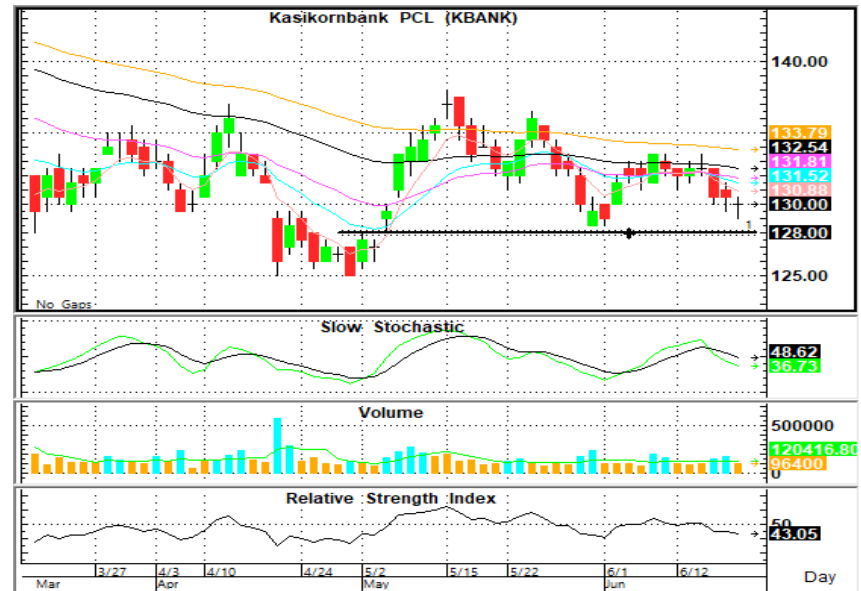 Kasikornbank PCL (KBANK)
140.00
133.79
132.54
131.81
131.52
130.88
130.00
1
128.00
125.00
No Gaps
Slow Stochastic
48.62
36.73
Volume
500000
120416.80
96400
0
Relative Strength Index
50
43.05
3/27 4/3 4/10 4/24 5/2 5/15 5/22 6/1 6/12
Mar Apr May Jun Day